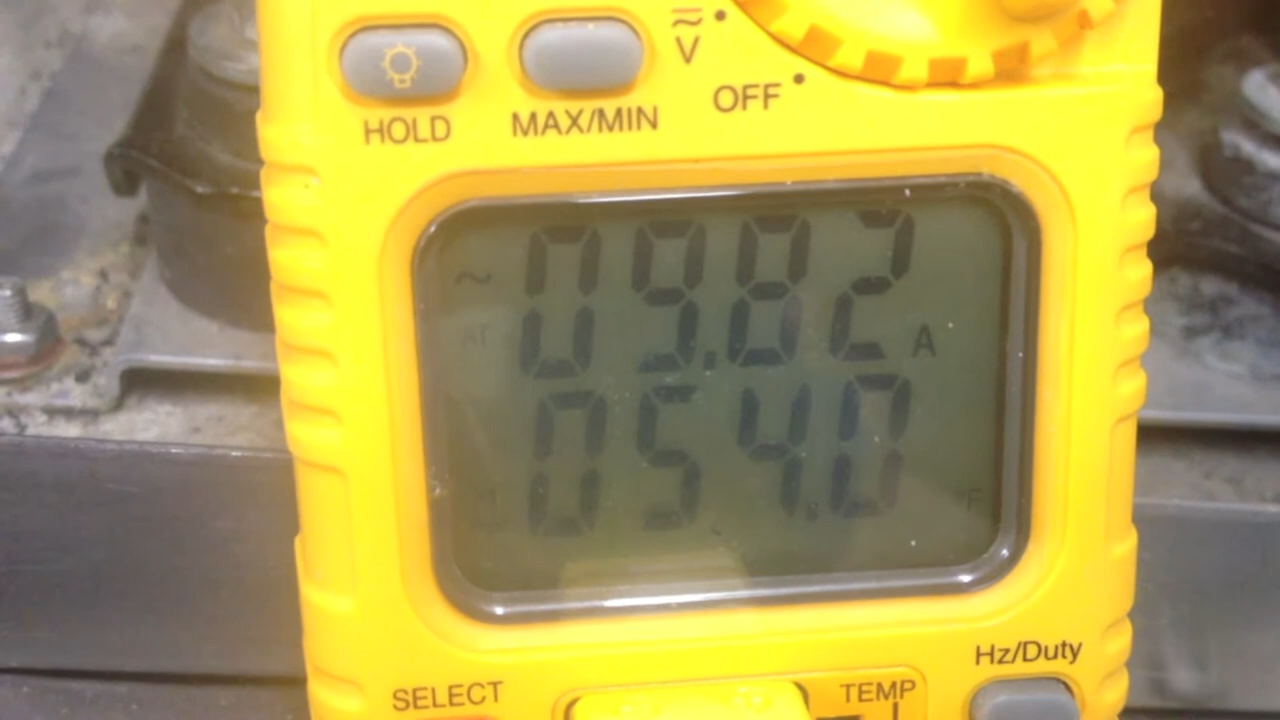 V
OFF
HOLD
MAX/MIN
~ 09.82 A
054.0 F
Hz/Duty
SELECT
TEMP